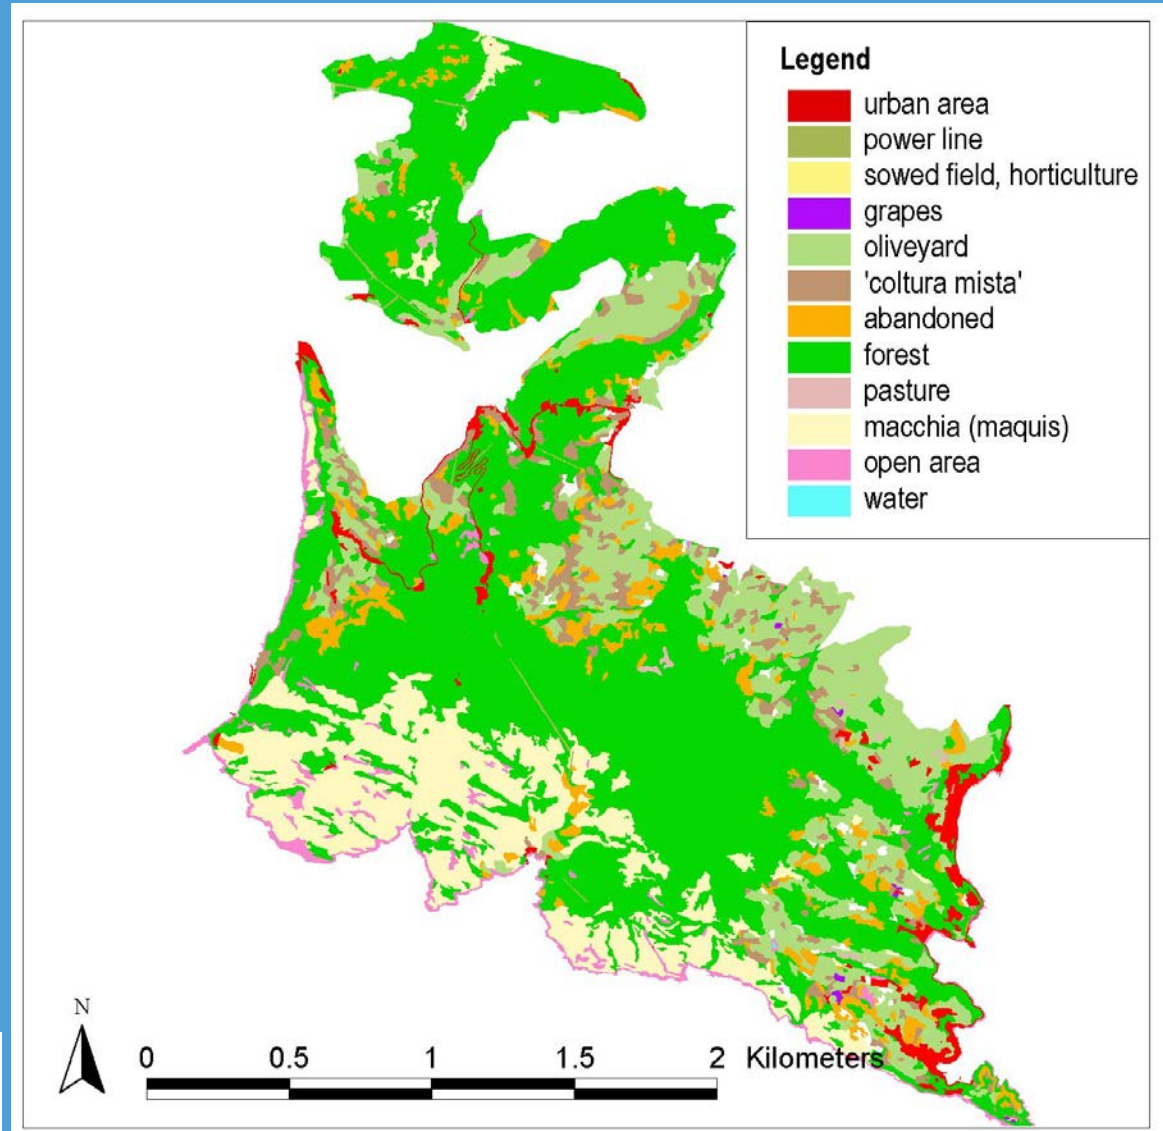 Legend
urban area
power line
sowed field, horticulture
grapes
oliveyard
'coltura mista'
abandoned
forest
pasture
macchia (maquis)
open area
water
N
0 0.5 1 1.5 2 Kilometers